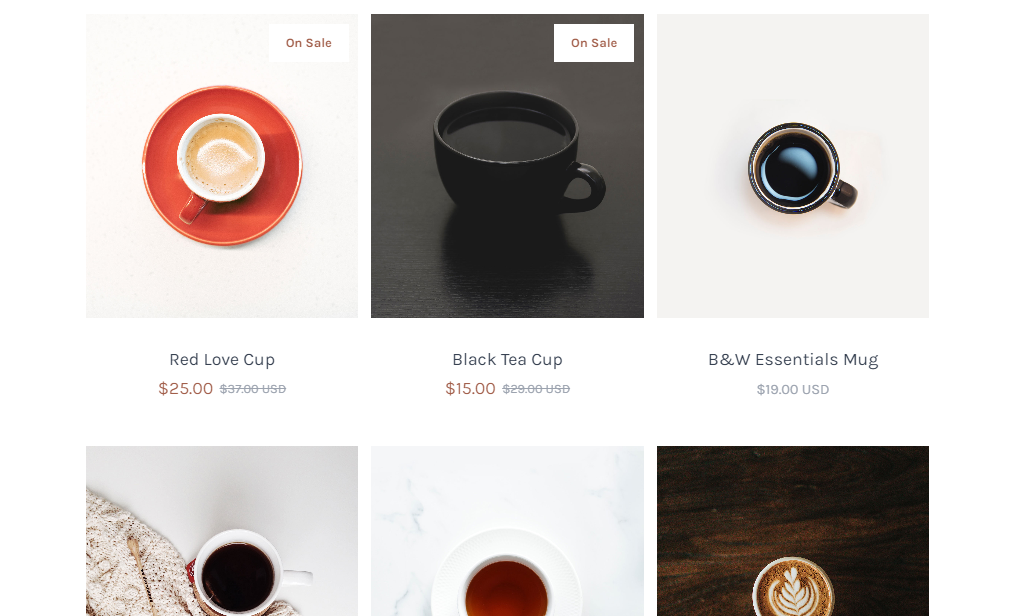 On Sale
On Sale
Red Love Cup
Black Tea Cup
B&W Essentials Mug
$25.00 $37.00 USD
$15.00 $29.00 USD
$19.00 USD